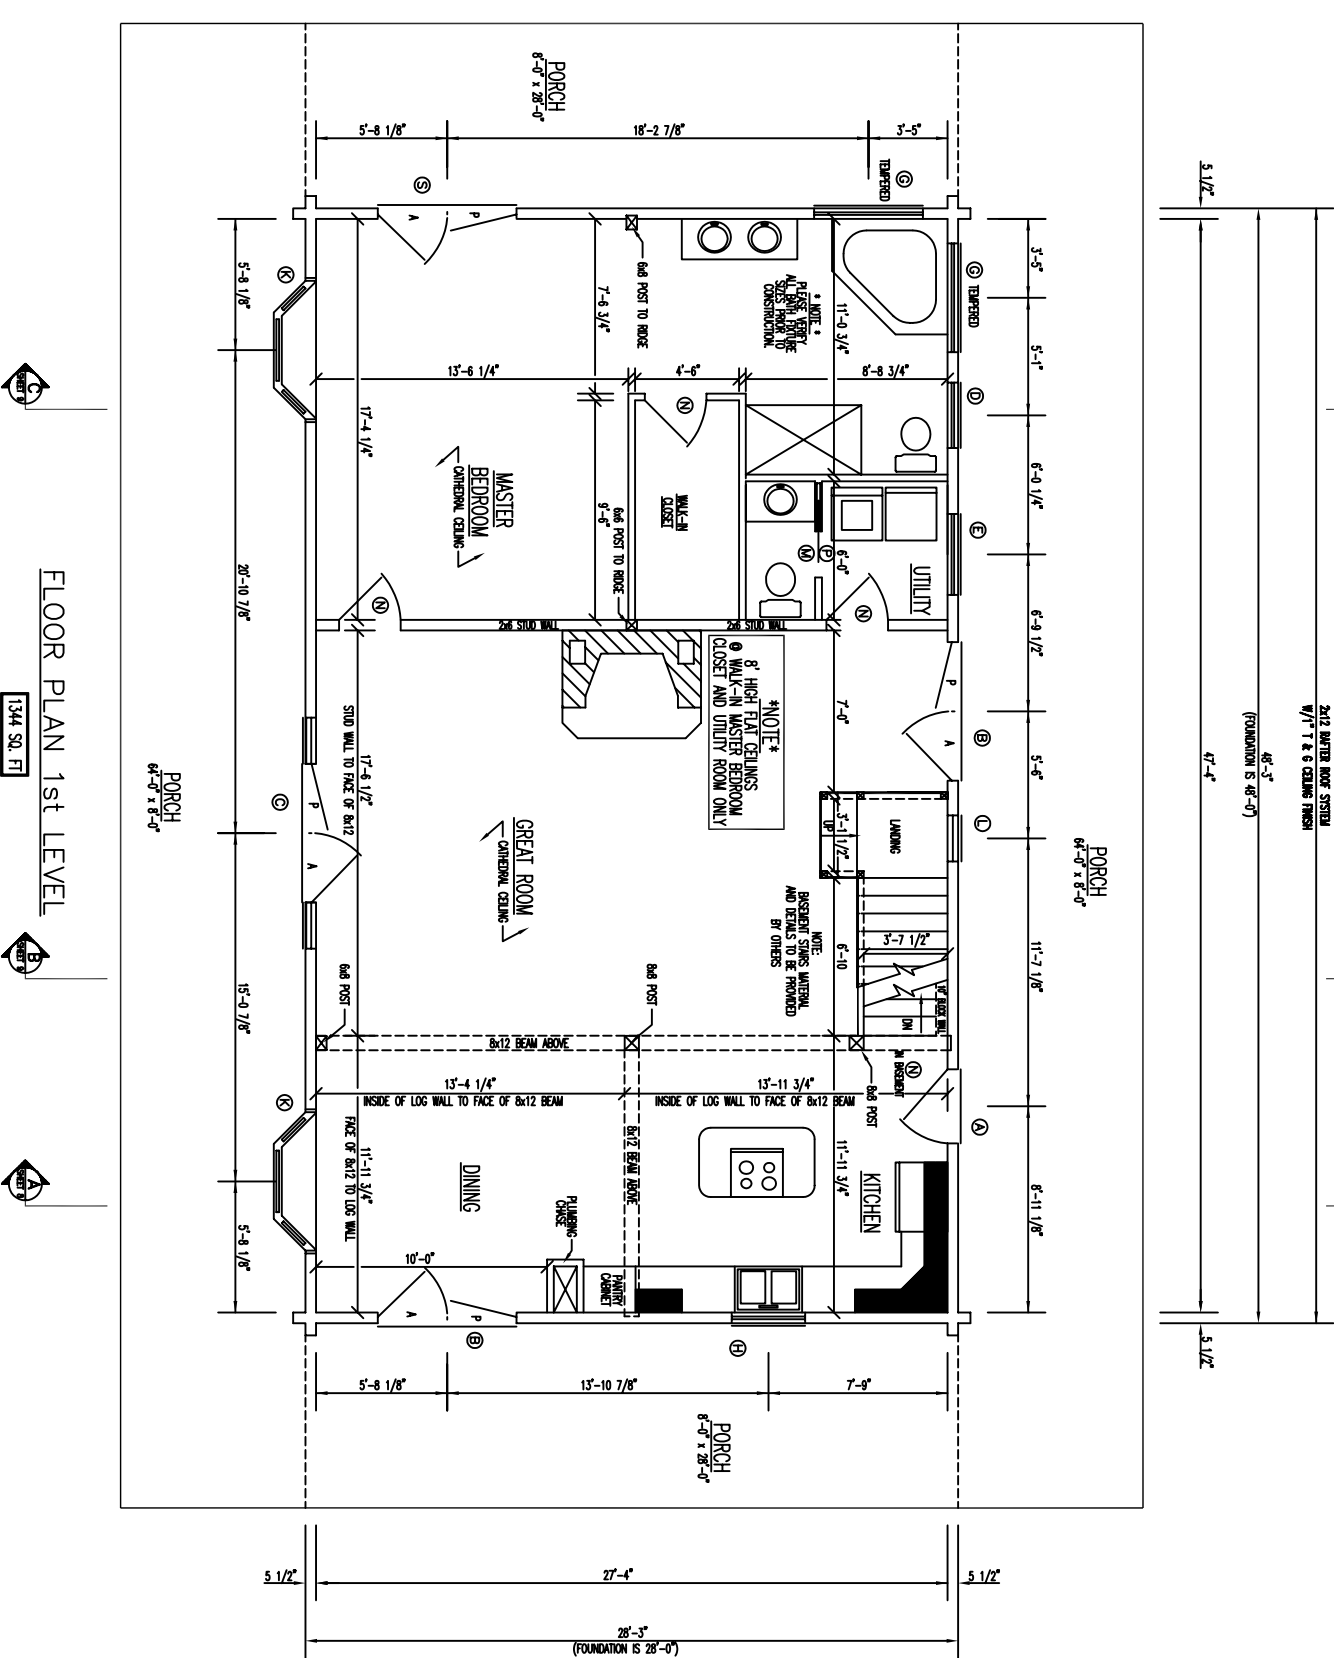 2x12 RAFTER ROOF SYSTEM
W/1" T & G CEILING FINISH
48'-3"
(FOUNDATION IS 48'-0")
5 1/2"
47'-4"
5 1/2"
PORCH
64'-0" x 8'-0"
3'-5"
5'-1"
6'-0 1/4"
6'-9 1/2"
5'-6"
11'-7 1/8"
8'-11 1/8"
G TEMPERED
D
E
B
L
A
PORCH
8'-0" x 28'-0"
3'-5"
18'-2 7/8"
5'-8 1/8"
G
TEMPERED
S
A
P
* NOTE *
PLEASE VERIFY
ALL BATH FIXTURE
SIZES PRIOR TO
CONSTRUCTION.
11'-0 3/4"
8'-8 3/4"
4'-6"
13'-6 1/4"
6x8 POST TO RIDGE
7'-6 3/4"
17'-4 1/4"
N
WALK-IN
CLOSET
6x6 POST TO RIDGE
9'-6"
MASTER
BEDROOM
CATHEDRAL CEILING
UTILITY
P
M
6'-0"
N
N
2x6 STUD WALL
2x6 STUD WALL
P
A
*NOTE*
8' HIGH FLAT CEILINGS
@ WALK-IN MASTER BEDROOM
CLOSET AND UTILITY ROOM ONLY
7'-0"
LANDING
UP
3'-1 1/2"
3'-7 1/2"
6'-10
10" BLOCK WALL
DN
NOTE:
BASEMENT STAIRS MATERIAL
AND DETAILS TO BE PROVIDED
BY OTHERS
GREAT ROOM
CATHEDRAL CEILING
17'-6 1/2"
STUD WALL TO FACE OF 8x12
P
A
6x8 POST
8x8 POST
8x8 POST
8x12 BEAM ABOVE
N
IN BASEMENT
13'-4 1/4"
INSIDE OF LOG WALL TO FACE OF 8x12 BEAM
13'-11 3/4"
INSIDE OF LOG WALL TO FACE OF 8x12 BEAM
8x12 BEAM ABOVE
KITCHEN
11'-11 3/4"
DINING
PLUMBING
CHASE
PANTRY
CABINET
11'-11 3/4"
FACE OF 8x12 TO LOG WALL
10'-0"
A
P
B
H
5'-8 1/8"
13'-10 7/8"
7'-9"
PORCH
8'-0" x 28'-0"
K
C
K
5'-8 1/8"
20'-10 7/8"
15'-0 7/8"
5'-8 1/8"
PORCH
64'-0" x 8'-0"
5 1/2"
27'-4"
5 1/2"
28'-3"
(FOUNDATION IS 28'-0")
FLOOR PLAN 1st LEVEL
1344 SQ. FT
C
B
A